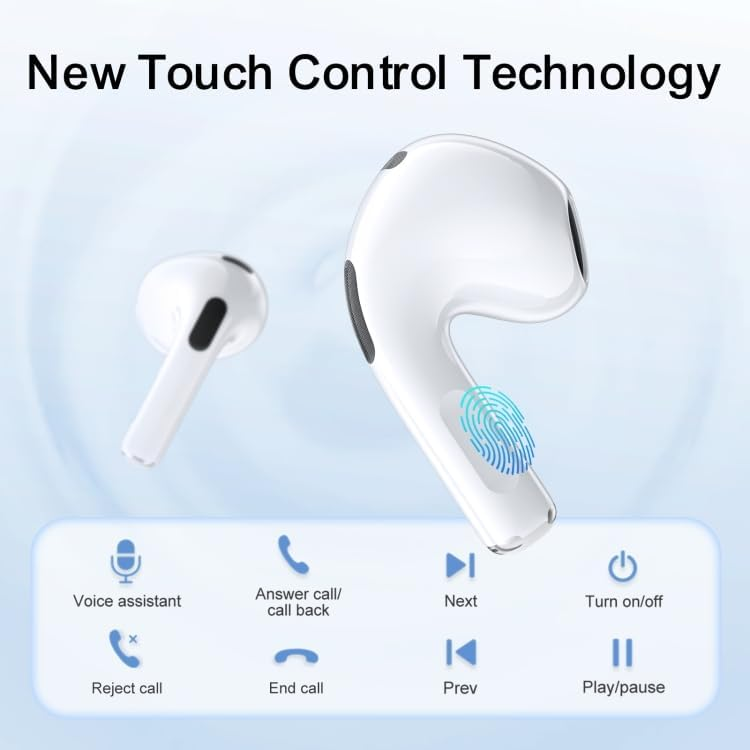 New Touch Control Technology
Voice assistant
Answer call/
call back
Next
Turn on/off
Reject call
End call
Prev
Play/pause